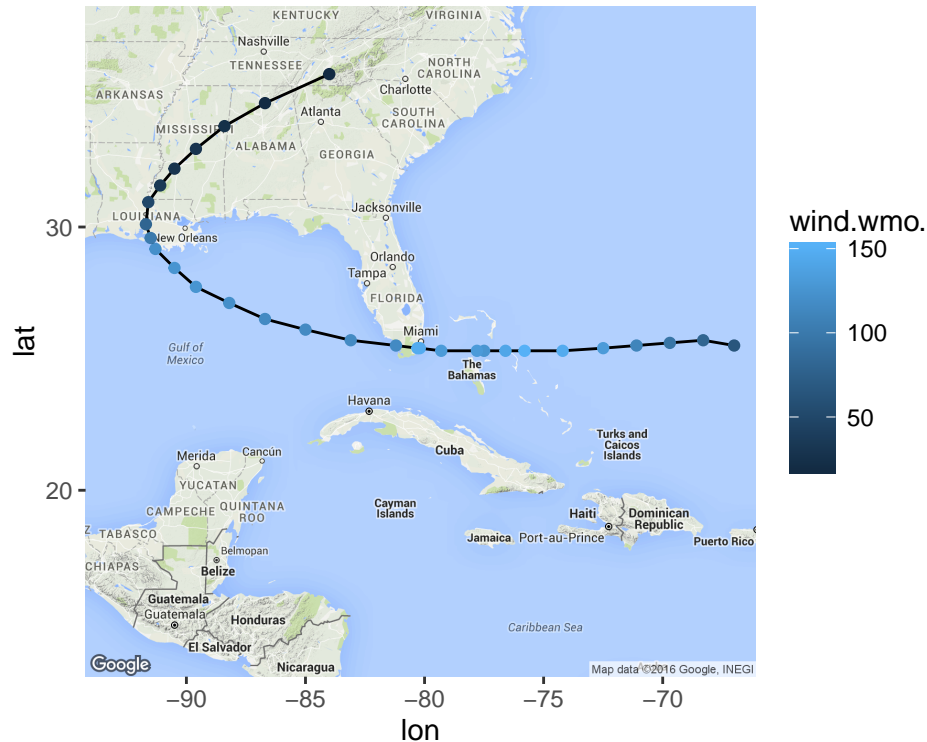 KENTUCKY
VIRGINIA
Nashville
TENNESSEE
NORTH
CAROLINA
Charlotte
ARKANSAS
Atlanta
SOUTH
CAROLINA
MISSISSIPPI
ALABAMA
GEORGIA
Jacksonville
LOUISIANA
New Orleans
Orlando
Tampa
FLORIDA
Miami
Gulf of
Mexico
The
Bahamas
Havana
Cuba
Turks and
Caicos
Islands
Merida
Cancún
YUCATAN
CAMPECHE
QUINTANA
ROO
Cayman
Islands
Haiti
Dominican
Republic
Z
TABASCO
Jamaica
Port-au-Prince
Puerto Rico
Belmopan
Belize
CHIAPAS
Guatemala
Guatemala
Honduras
El Salvador
Caribbean Sea
Nicaragua
Google
Map data ©2016 Google, INEGI
30
20
lat
−90
−85
−80
−75
−70
lon
wind.wmo.
150
100
50